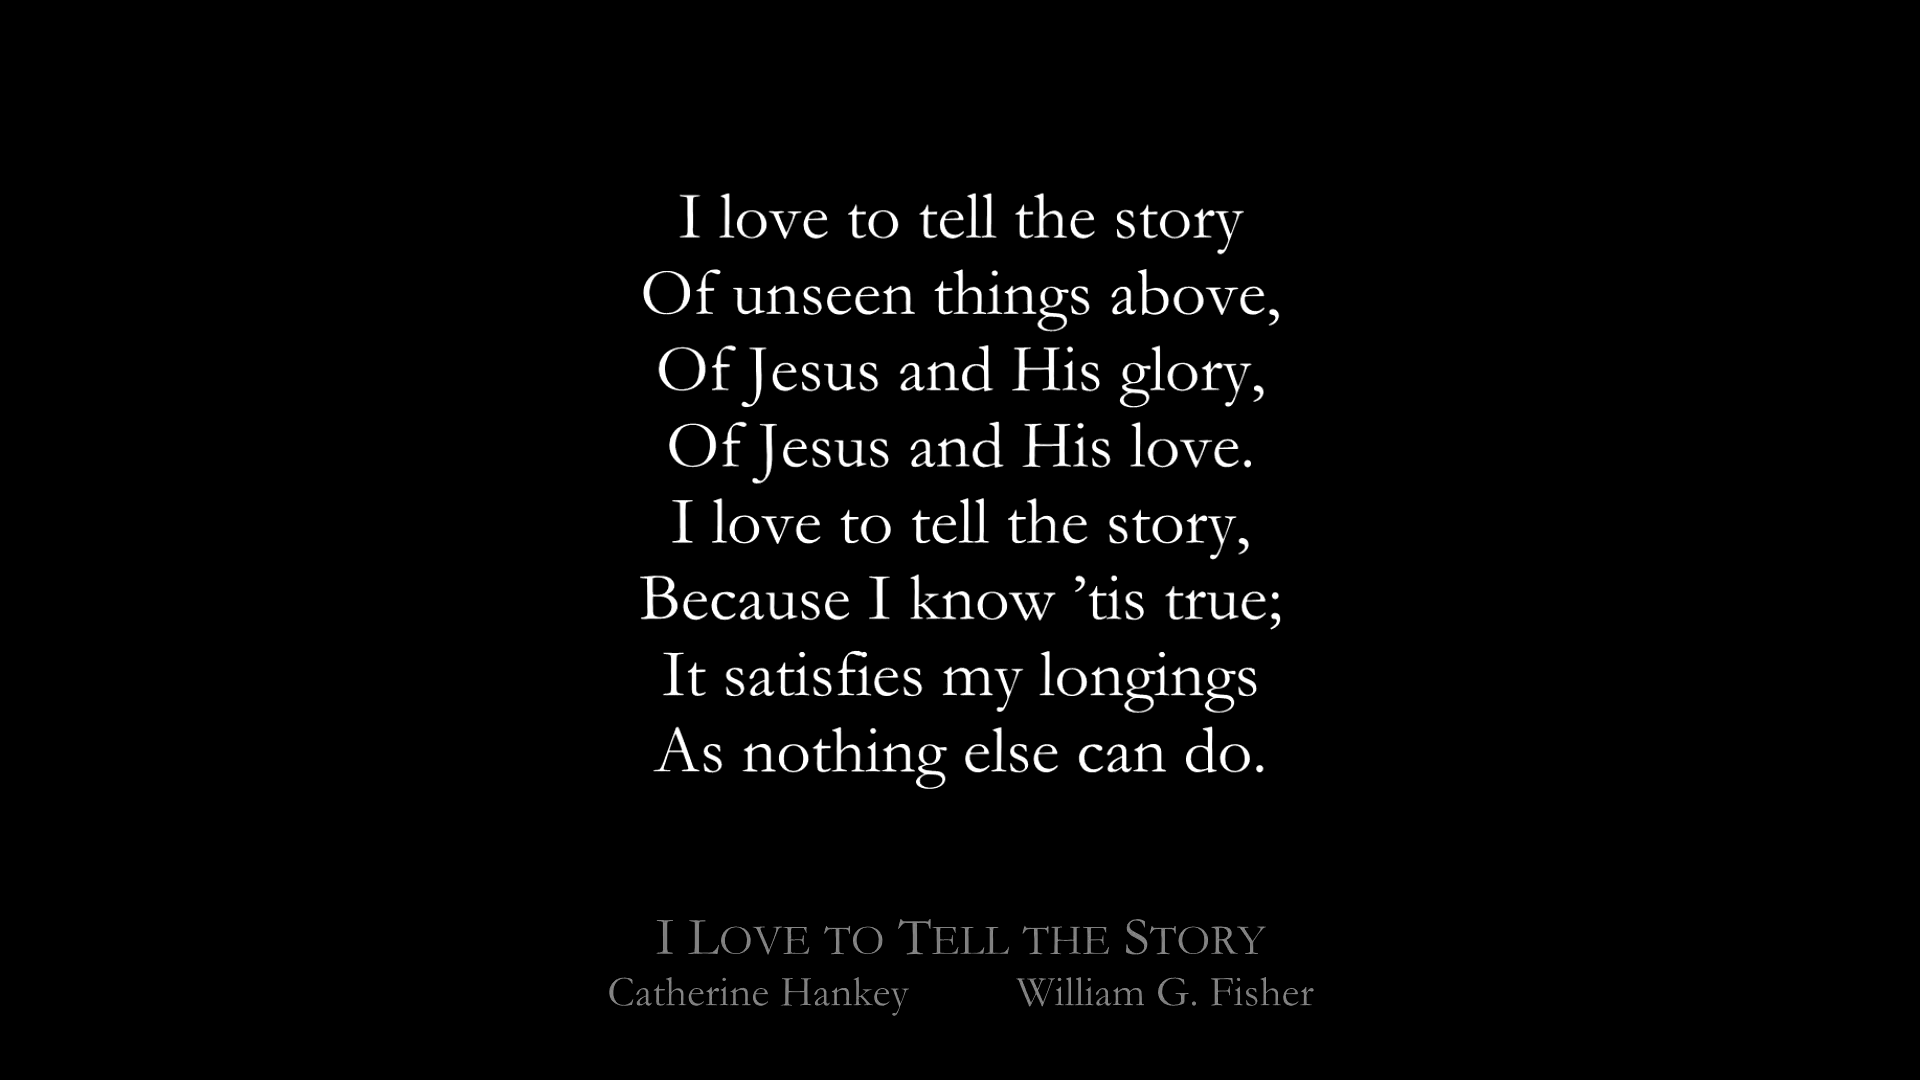 I love to tell the story
Of unseen things above,
Of Jesus and His glory,
Of Jesus and His love.
I love to tell the story,
Because I know ’tis true;
It satisfies my longings
As nothing else can do.
I LOVE TO TELL THE STORY
Catherine Hankey William G. Fisher